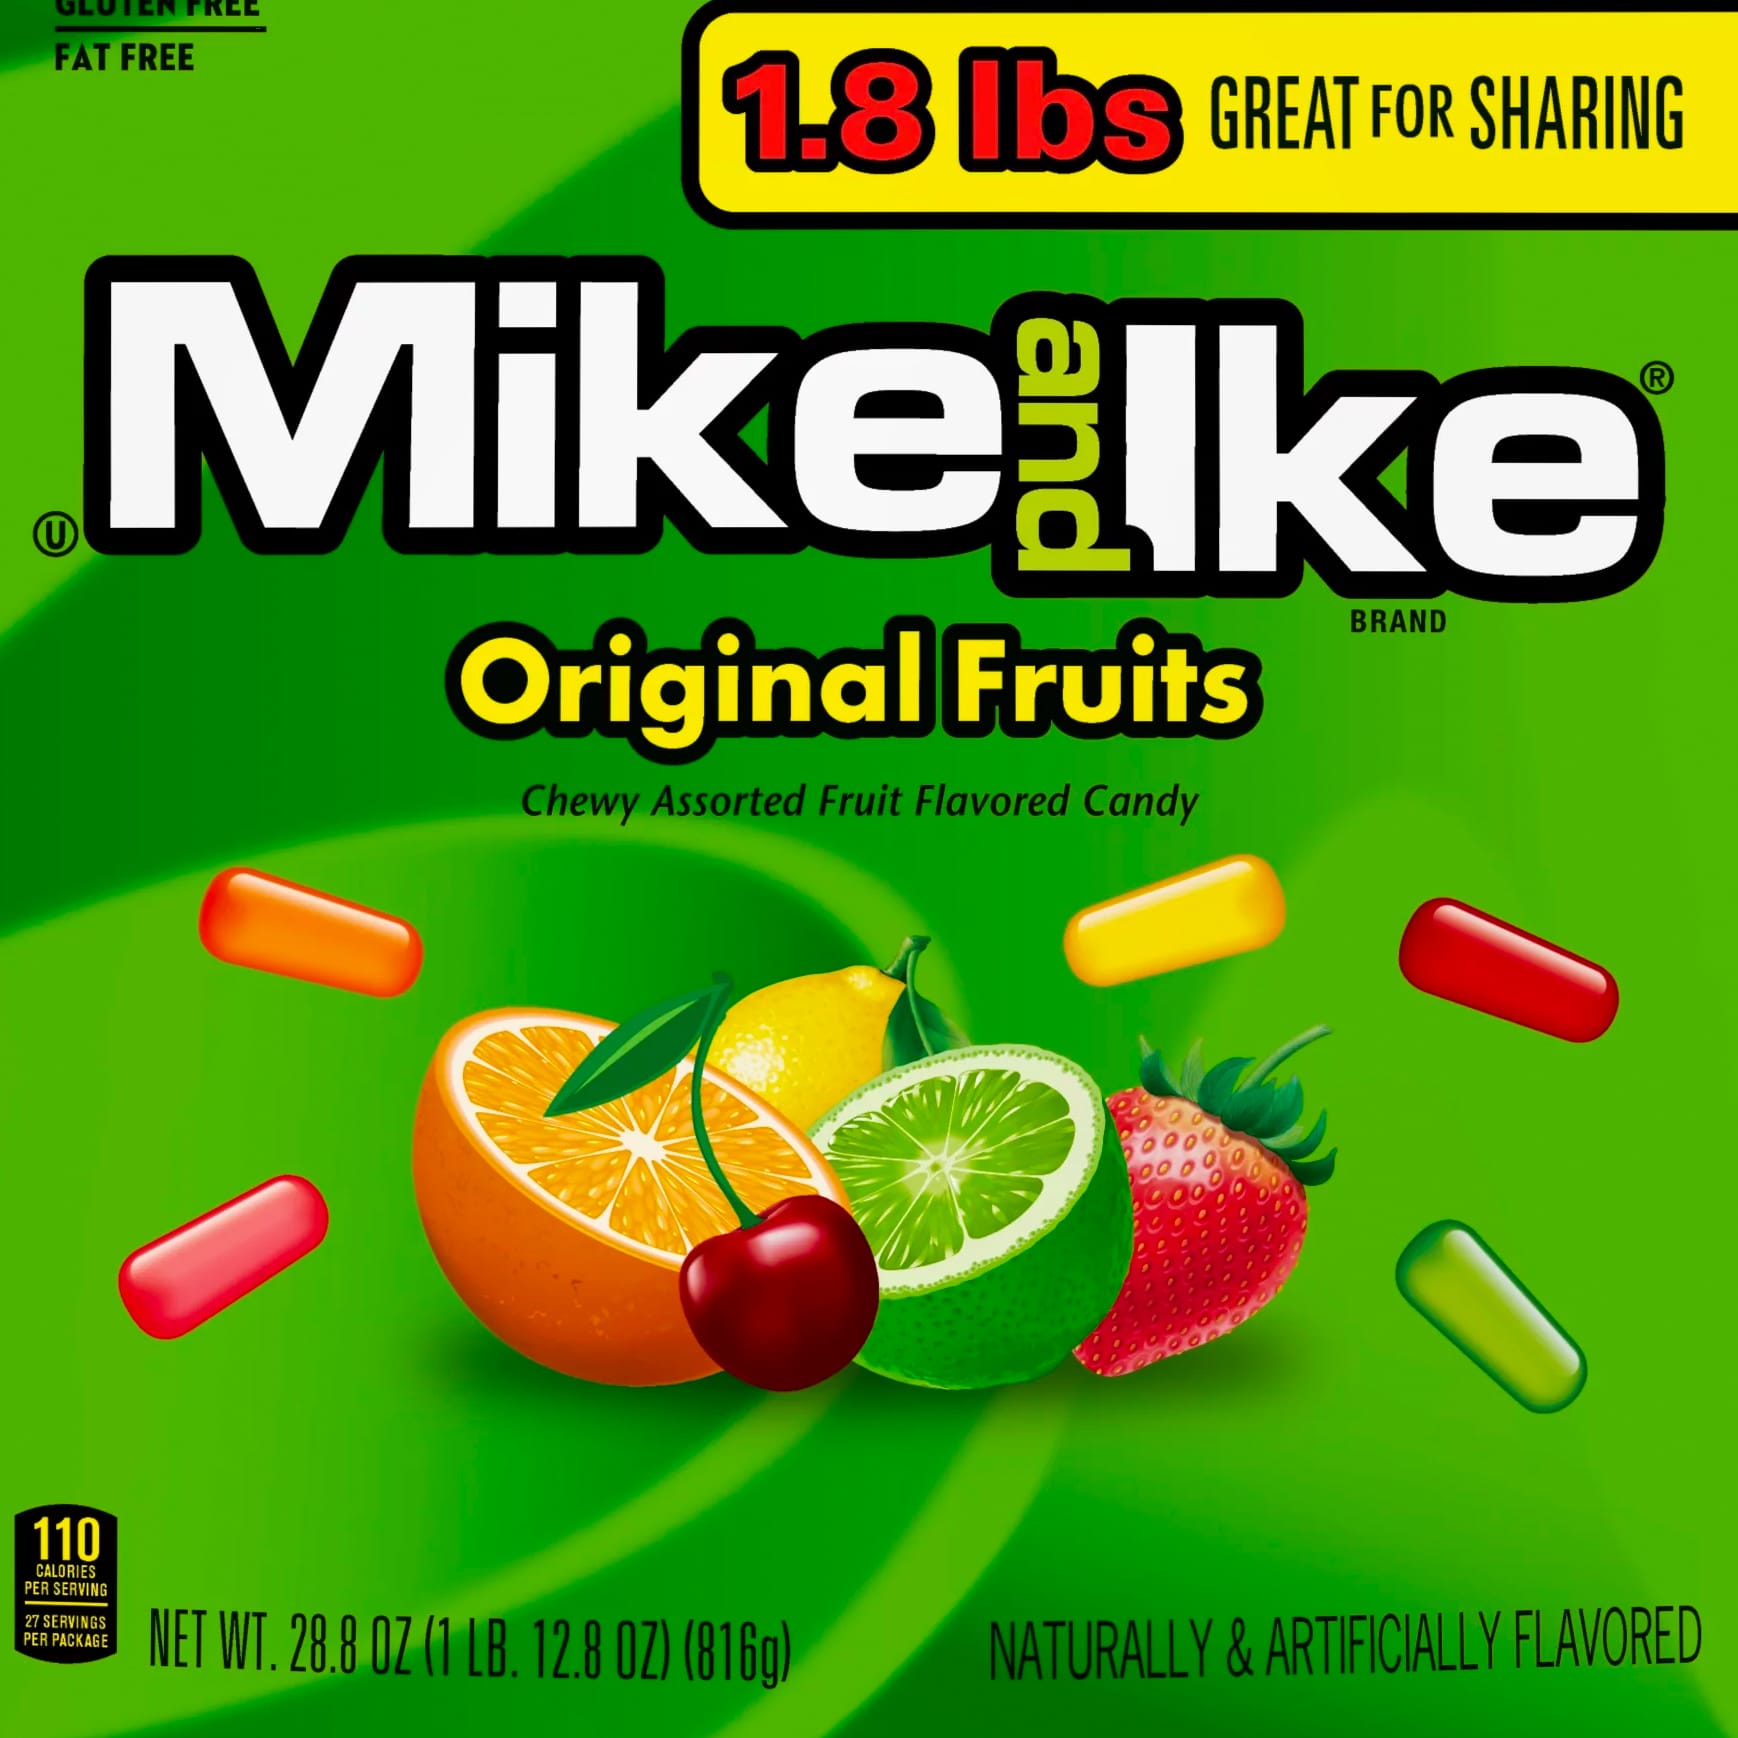 GLUTEN FREE
FAT FREE
1.8 lbs GREAT FOR SHARING
Mike and Ike ®
Ⓤ
BRAND
Original Fruits
Chewy Assorted Fruit Flavored Candy
110
CALORIES
PER SERVING
27 SERVINGS
PER PACKAGE
NET WT. 28.8 OZ (1 LB. 12.8 OZ) (816g)
NATURALLY & ARTIFICIALLY FLAVORED